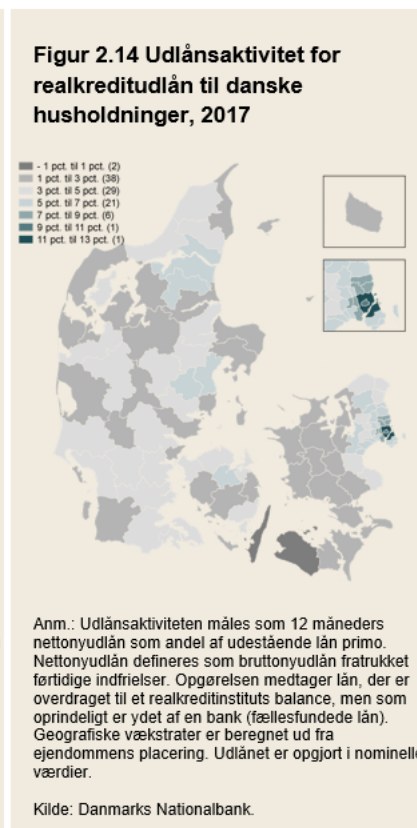 Figur 2.14 Udlånsaktivitet for
realkreditudlån til danske
husholdninger, 2017
- 1 pct. til 1 pct. (2)
1 pct. til 3 pct. (38)
3 pct. til 5 pct. (29)
5 pct. til 7 pct. (21)
7 pct. til 9 pct. (6)
9 pct. til 11 pct. (1)
11 pct. til 13 pct. (1)
Anm.: Udlånsaktiviteten måles som 12 måneders
nettonyudlån som andel af udestående lån primo.
Nettonyudlån defineres som bruttonyudlån fratrukket
førtidige indfrielser. Opgørelsen medtager lån, der er
overdraget til et realkreditinstituts balance, men som
oprindeligt er ydet af en bank (fællesfundede lån).
Geografiske vækstrater er beregnet ud fra
ejendommens placering. Udlånet er opgjort i nominelle
værdier.
Kilde: Danmarks Nationalbank.